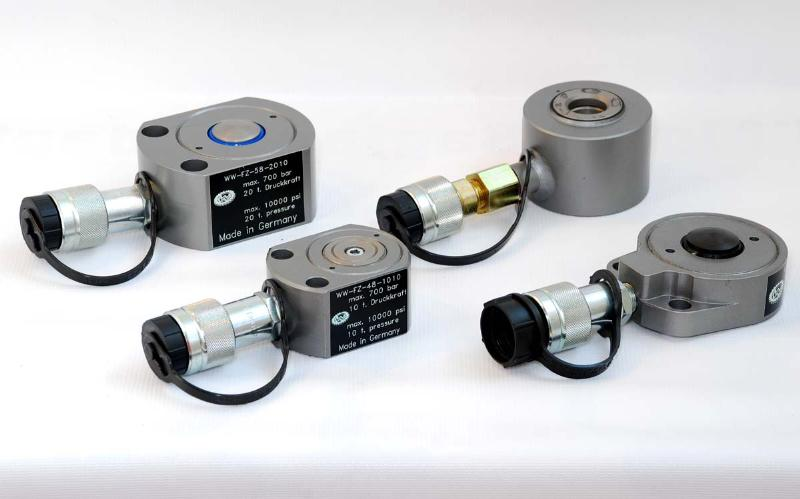 WW-FZ-58-2010
max. 700 bar
20 t. Druckkraft
max. 10000 psi
20 t. pressure
Made in Germany
WW-FZ-48-1010
max. 700 bar
10 t. Druckkraft
max. 10000 psi
10 t. pressure
Made in Germany